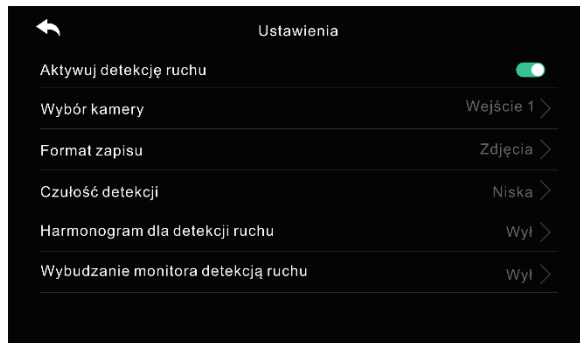 Ustawienia
Aktywuj detekcję ruchu
Wybór kamery Wejście 1
Format zapisu Zdjęcia
Czułość detekcji Niska
Harmonogram dla detekcji ruchu Wył
Wybudzanie monitora detekcją ruchu Wył